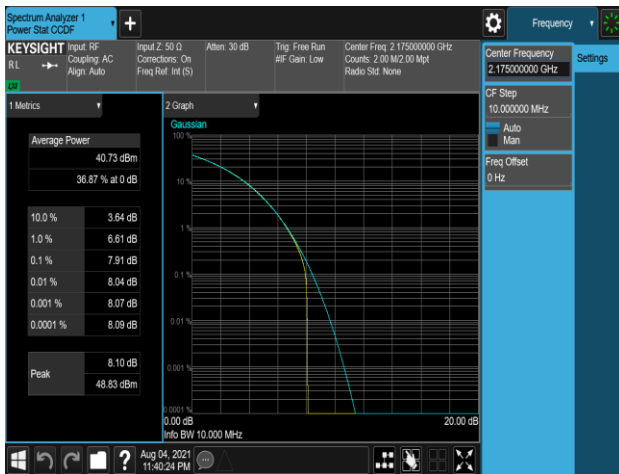 Spectrum Analyzer 1
Power Stat CCDF
+
Frequency
KEYSIGHT
RL
LXI
Input: RF
Coupling: AC
Align: Auto
Input Z: 50 Ω
Corrections: On
Freq Ref: Int (S)
Atten: 30 dB
Trig: Free Run
#IF Gain: Low
Center Freq: 2.175000000 GHz
Counts: 2.00 M/2.00 Mpt
Radio Std: None
Center Frequency
2.175000000 GHz
Settings
CF Step
10.000000 MHz
Auto
Man
Freq Offset
0 Hz
1 Metrics
Average Power
40.73 dBm
36.87 % at 0 dB
10.0 % 3.64 dB
1.0 % 6.61 dB
0.1 % 7.91 dB
0.01 % 8.04 dB
0.001 % 8.07 dB
0.0001 % 8.09 dB
Peak
8.10 dB
48.83 dBm
2 Graph
Gaussian
100 %
10 %
1 %
0.1 %
0.01 %
0.001 %
0.0001 %
0.00 dB 20.00 dB
Info BW 10.000 MHz
?
Aug 04, 2021
11:40:24 PM